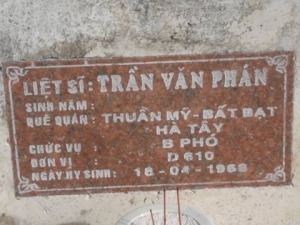 LIỆT SĨ: TRẦN VĂN PHÁN
SINH NĂM :
QUÊ QUÁN : THUẦN MỸ - BẤT BẠT
HÀ TÂY
CHỨC VỤ : B PHÓ
ĐƠN VỊ : D 610
NGÀY HY SINH: 18-04-1968